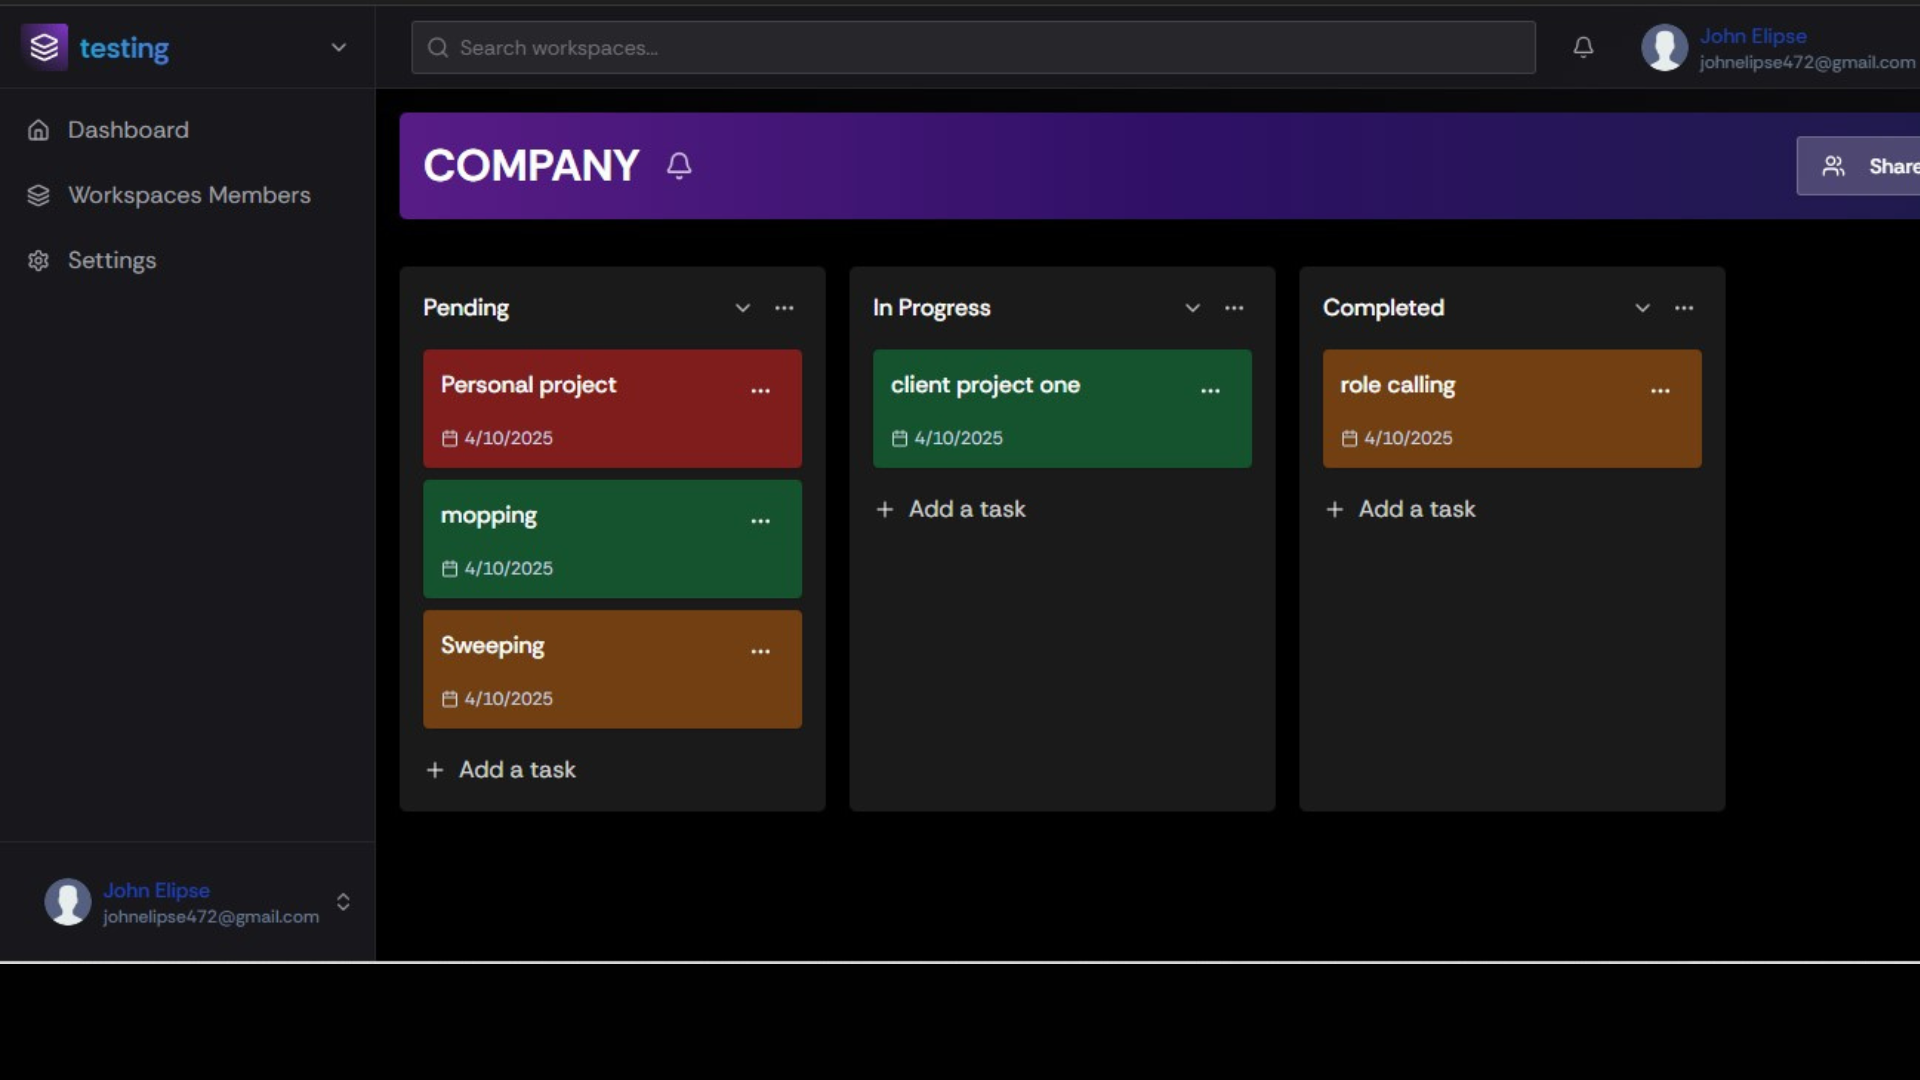 testing
Search workspaces...
John Elipse
johnelipse472@gmail.com
Dashboard
Workspaces Members
Settings
COMPANY
Share
Pending
Personal project
4/10/2025
mopping
4/10/2025
Sweeping
4/10/2025
+ Add a task
In Progress
client project one
4/10/2025
+ Add a task
Completed
role calling
4/10/2025
+ Add a task
John Elipse
johnelipse472@gmail.com